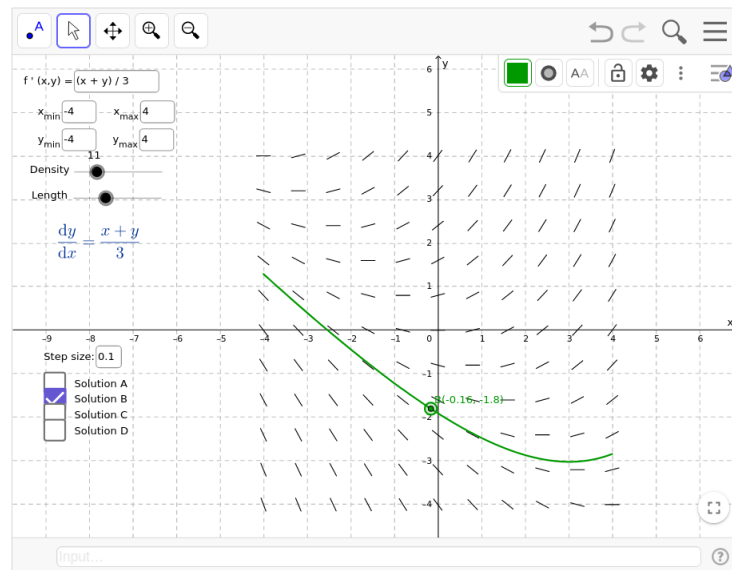 A
AA
f ' (x,y) = (x + y) / 3
xmin -4 xmax 4
ymin -4 ymax 4
11
Density
Length
dy/dx = x + y/3
y
6
5
4
3
2
1
-9 -8 -7 -6 -5 -4 -3 -2 -1 0 1 2 3 4 5 6
x
-1
-2
-3
-4
Step size: 0.1
Solution A
Solution B
Solution C
Solution D
(-0.16, -1.8)
Input...
?